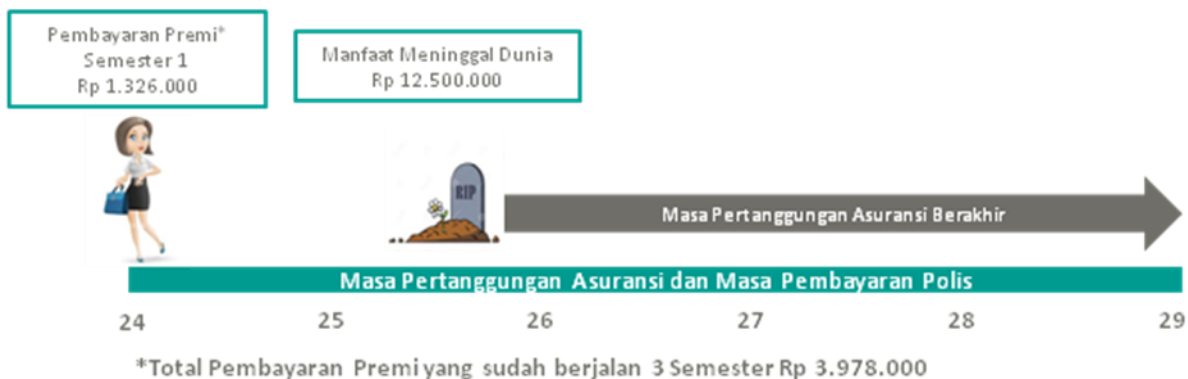 Pembayaran Premi*
Semester 1
Rp 1.326.000
Manfaat Meninggal Dunia
Rp 12.500.000
RIP
Masa Pertanggungan Asuransi Berakhir
Masa Pertanggungan Asuransi dan Masa Pembayaran Polis
24 25 26 27 28 29
*Total Pembayaran Premi yang sudah berjalan 3 Semester Rp 3.978.000